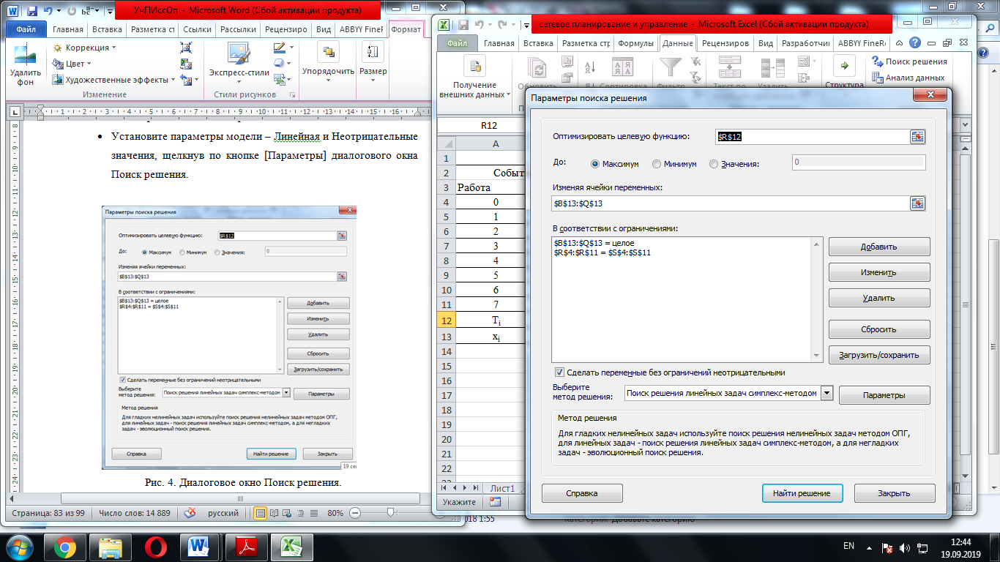 УчПИссОп - Microsoft Word (Сбой активации продукта)
Файл Главная Вставка Разметка ст Ссылки Рассылки Рецензиро Вид ABBYY FineF Формат
Удалить фон
Коррекция
Цвет
Художественные эффекты
Изменение
Экспресс-стили
Стили рисунков
Упорядочить
Размер
• Установите параметры модели – Линейная и Неотрицательные
значения, щелкнув по кнопке [Параметры] диалогового окна
Поиск решения.
Параметры поиска решения
Оптимизировать целевую функцию: $R$12
До: Максимум Минимум Значения: 0
Изменяя ячейки переменных:
$B$13:$Q$13
В соответствии с ограничениями:
$B$13:$Q$13 = целое
$R$4:$R$11 = $S$4:$S$11
Добавить
Изменить
Удалить
Сбросить
Загрузить/сохранить
Сделать переменные без ограничений неотрицательными
Выберите
метод решения:
Поиск решения линейных задач симплекс-методом
Параметры
Метод решения
Для гладких нелинейных задач используйте поиск решения нелинейных задач методом ОПГ,
для линейных задач - поиск решения линейных задач симплекс-методом, а для негладких
задач - эволюционный поиск решения.
Справка Найти решение Закрыть
19 сен
Рис. 4. Диалоговое окно Поиск решения.
Страница: 83 из 99 Число слов: 14 889 русский 80%
сетевое планирование и управление - Microsoft Excel (Сбой активации продукта)
Файл Главная Вставка Разметка стр Формулы Данные Рецензиров Вид Разработчи ABBYY FineRe
Получение
внешних данных
Обновить
Сортировка
Фильтр
Текст по
Удалить
Структура
Поиск решения
Анализ данных
R12
A
1
2 Событ
3 Работа
4 0
5 1
6 2
7 3
8 4
9 5
10 6
11 7
12 Ti
13 xi
14
15
16
17
18
19
20
21
22
Лист1
Укажите
Параметры поиска решения
Оптимизировать целевую функцию: $R$12
До: Максимум Минимум Значения: 0
Изменяя ячейки переменных:
$B$13:$Q$13
В соответствии с ограничениями:
$B$13:$Q$13 = целое
$R$4:$R$11 = $S$4:$S$11
Добавить
Изменить
Удалить
Сбросить
Загрузить/сохранить
Сделать переменные без ограничений неотрицательными
Выберите
метод решения:
Поиск решения линейных задач симплекс-методом
Параметры
Метод решения
Для гладких нелинейных задач используйте поиск решения нелинейных задач методом ОПГ,
для линейных задач - поиск решения линейных задач симплекс-методом, а для негладких
задач - эволюционный поиск решения.
Справка Найти решение Закрыть
018 1:55
EN
12:44
19.09.2019